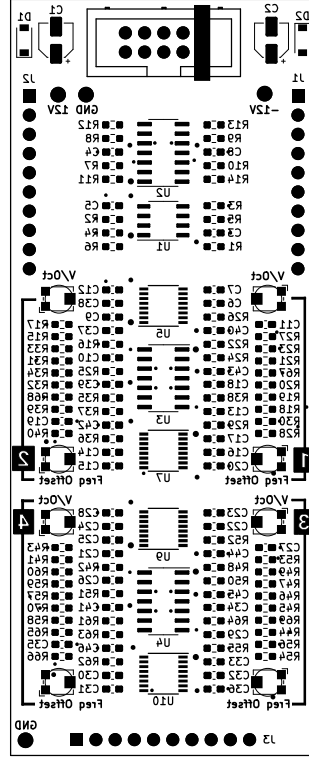 D1 C1 C2 D2
J2 J1
12V GND -12V
R12 R13
R8 R9
C4 C8
R7 R10
R11 R14
U2
C5 R3
R2 R5
R4 C3
R6 R1
U1
V/Oct V/Oct
C12 C7
C38 C6
C9 R26
R17 C37 C40 C11
R15 R16 R22 R27
R33 C10 R24 R23
R31 R25 C43 R21
R34 C39 C18 R67
R32 R35 R38 R20
R68 R37 C13 R19
R39 C47 R29 R18
C19 R36 C17 R30
R40 C14 C16 R28
C15 C20
U5
U3
U7
2 1
Freq Offset Freq Offset
V/Oct V/Oct
4 3
C28 C23
C24 C22
C25 R52
R43 C21 C44 C27
R41 R42 R48 R53
R60 C26 R50 R49
R59 R51 C45 R47
R57 C41 C34 R46
R70 R61 R64 R45
R58 R63 C29 R69
R65 C46 R55 R44
C35 R62 C33 R56
R66 C30 C32 R54
C31 C36
U9
U4
U10
Freq Offset Freq Offset
GND
J3